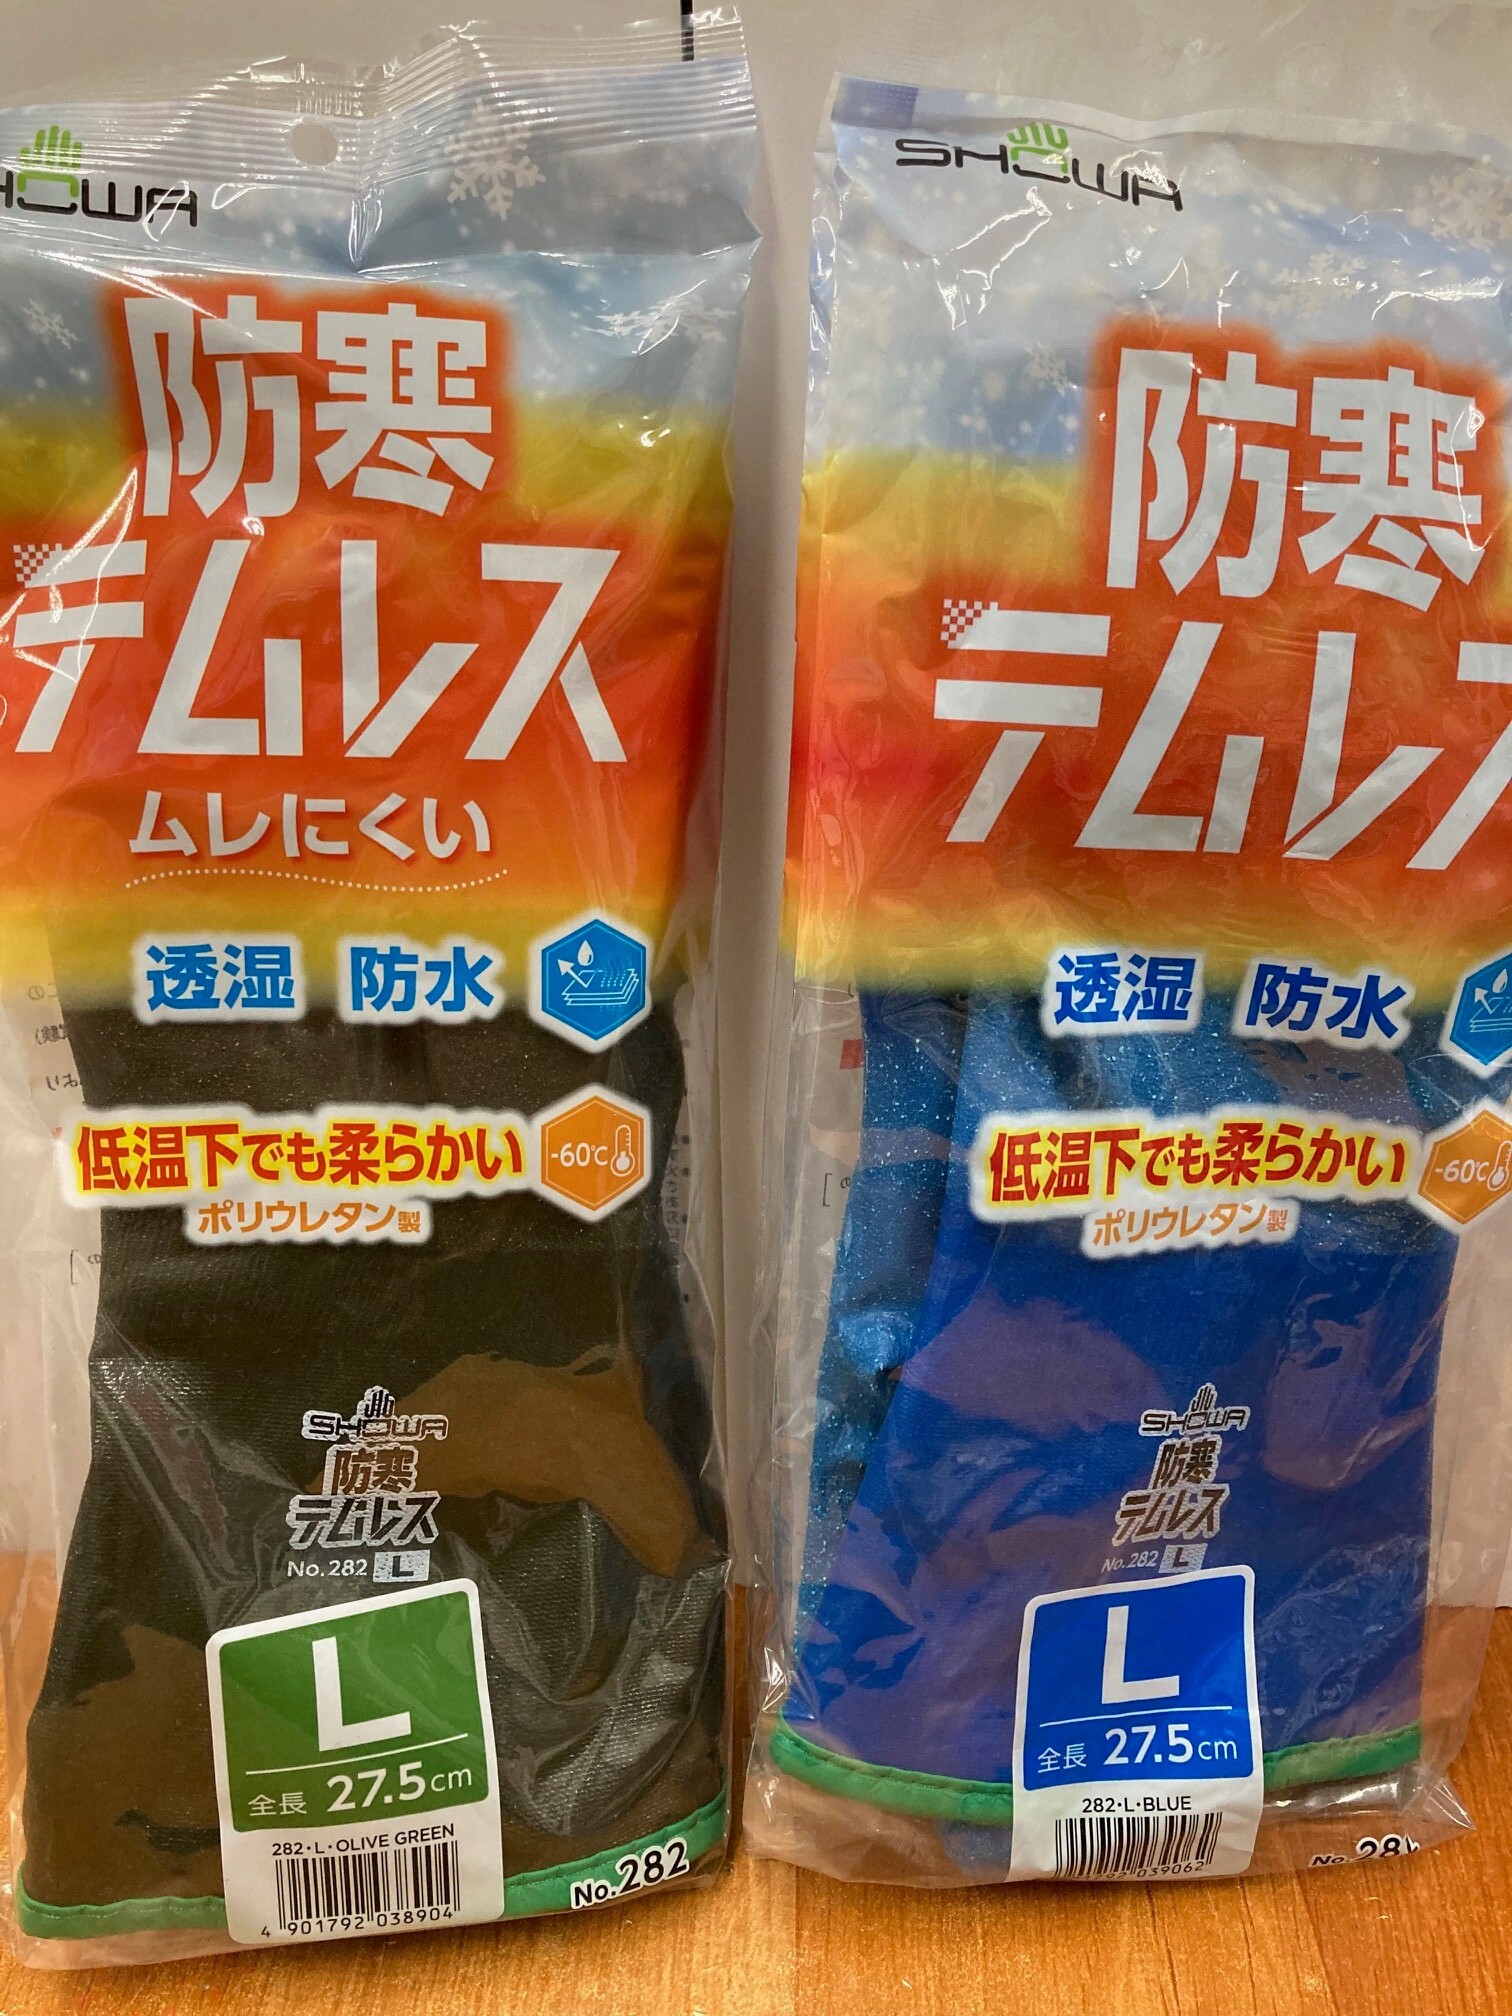 SHOWA
防寒
テムレス
ムレにくい
透湿 防水
低温下でも柔らかい
-60℃
ポリウレタン製
SHOWA
防寒
テムレス
No.282 L
L
全長 27.5cm
282・L・OLIVE GREEN
4 901792 038904
No.282
SHOWA
防寒
テムレス
透湿 防水
低温下でも柔らかい
-60℃
ポリウレタン製
SHOWA
防寒
テムレス
No.282 L
L
全長 27.5cm
282・L・BLUE
039062
No.28